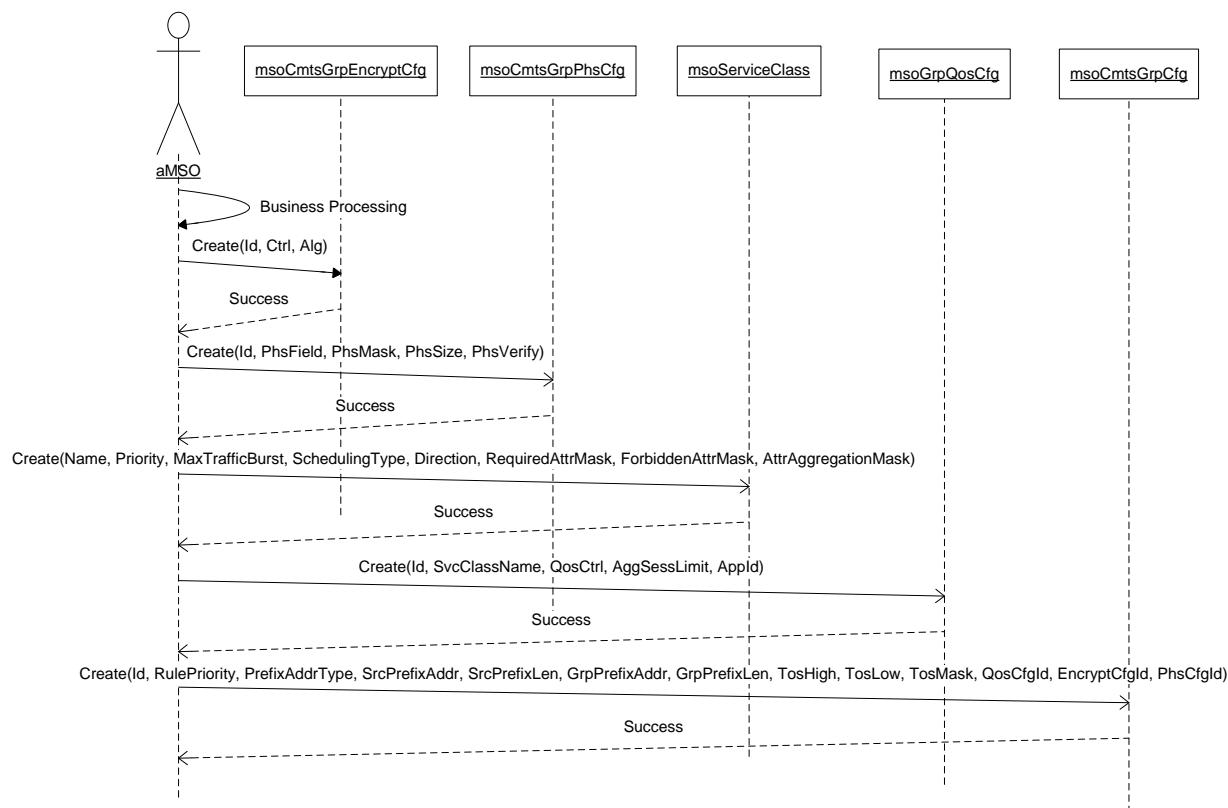 msoCmtsGrpEncryptCfg
msoCmtsGrpPhsCfg
msoServiceClass
msoGrpQosCfg
msoCmtsGrpCfg
aMSO
Business Processing
Create(Id, Ctrl, Alg)
Success
Create(Id, PhsField, PhsMask, PhsSize, PhsVerify)
Success
Create(Name, Priority, MaxTrafficBurst, SchedulingType, Direction, RequiredAttrMask, ForbiddenAttrMask, AttrAggregationMask)
Success
Create(Id, SvcClassName, QosCtrl, AggSessLimit, AppId)
Success
Create(Id, RulePriority, PrefixAddrType, SrcPrefixAddr, SrcPrefixLen, GrpPrefixAddr, GrpPrefixLen, TosHigh, TosLow, TosMask, QosCfgId, EncryptCfgId, PhsCfgId)
Success